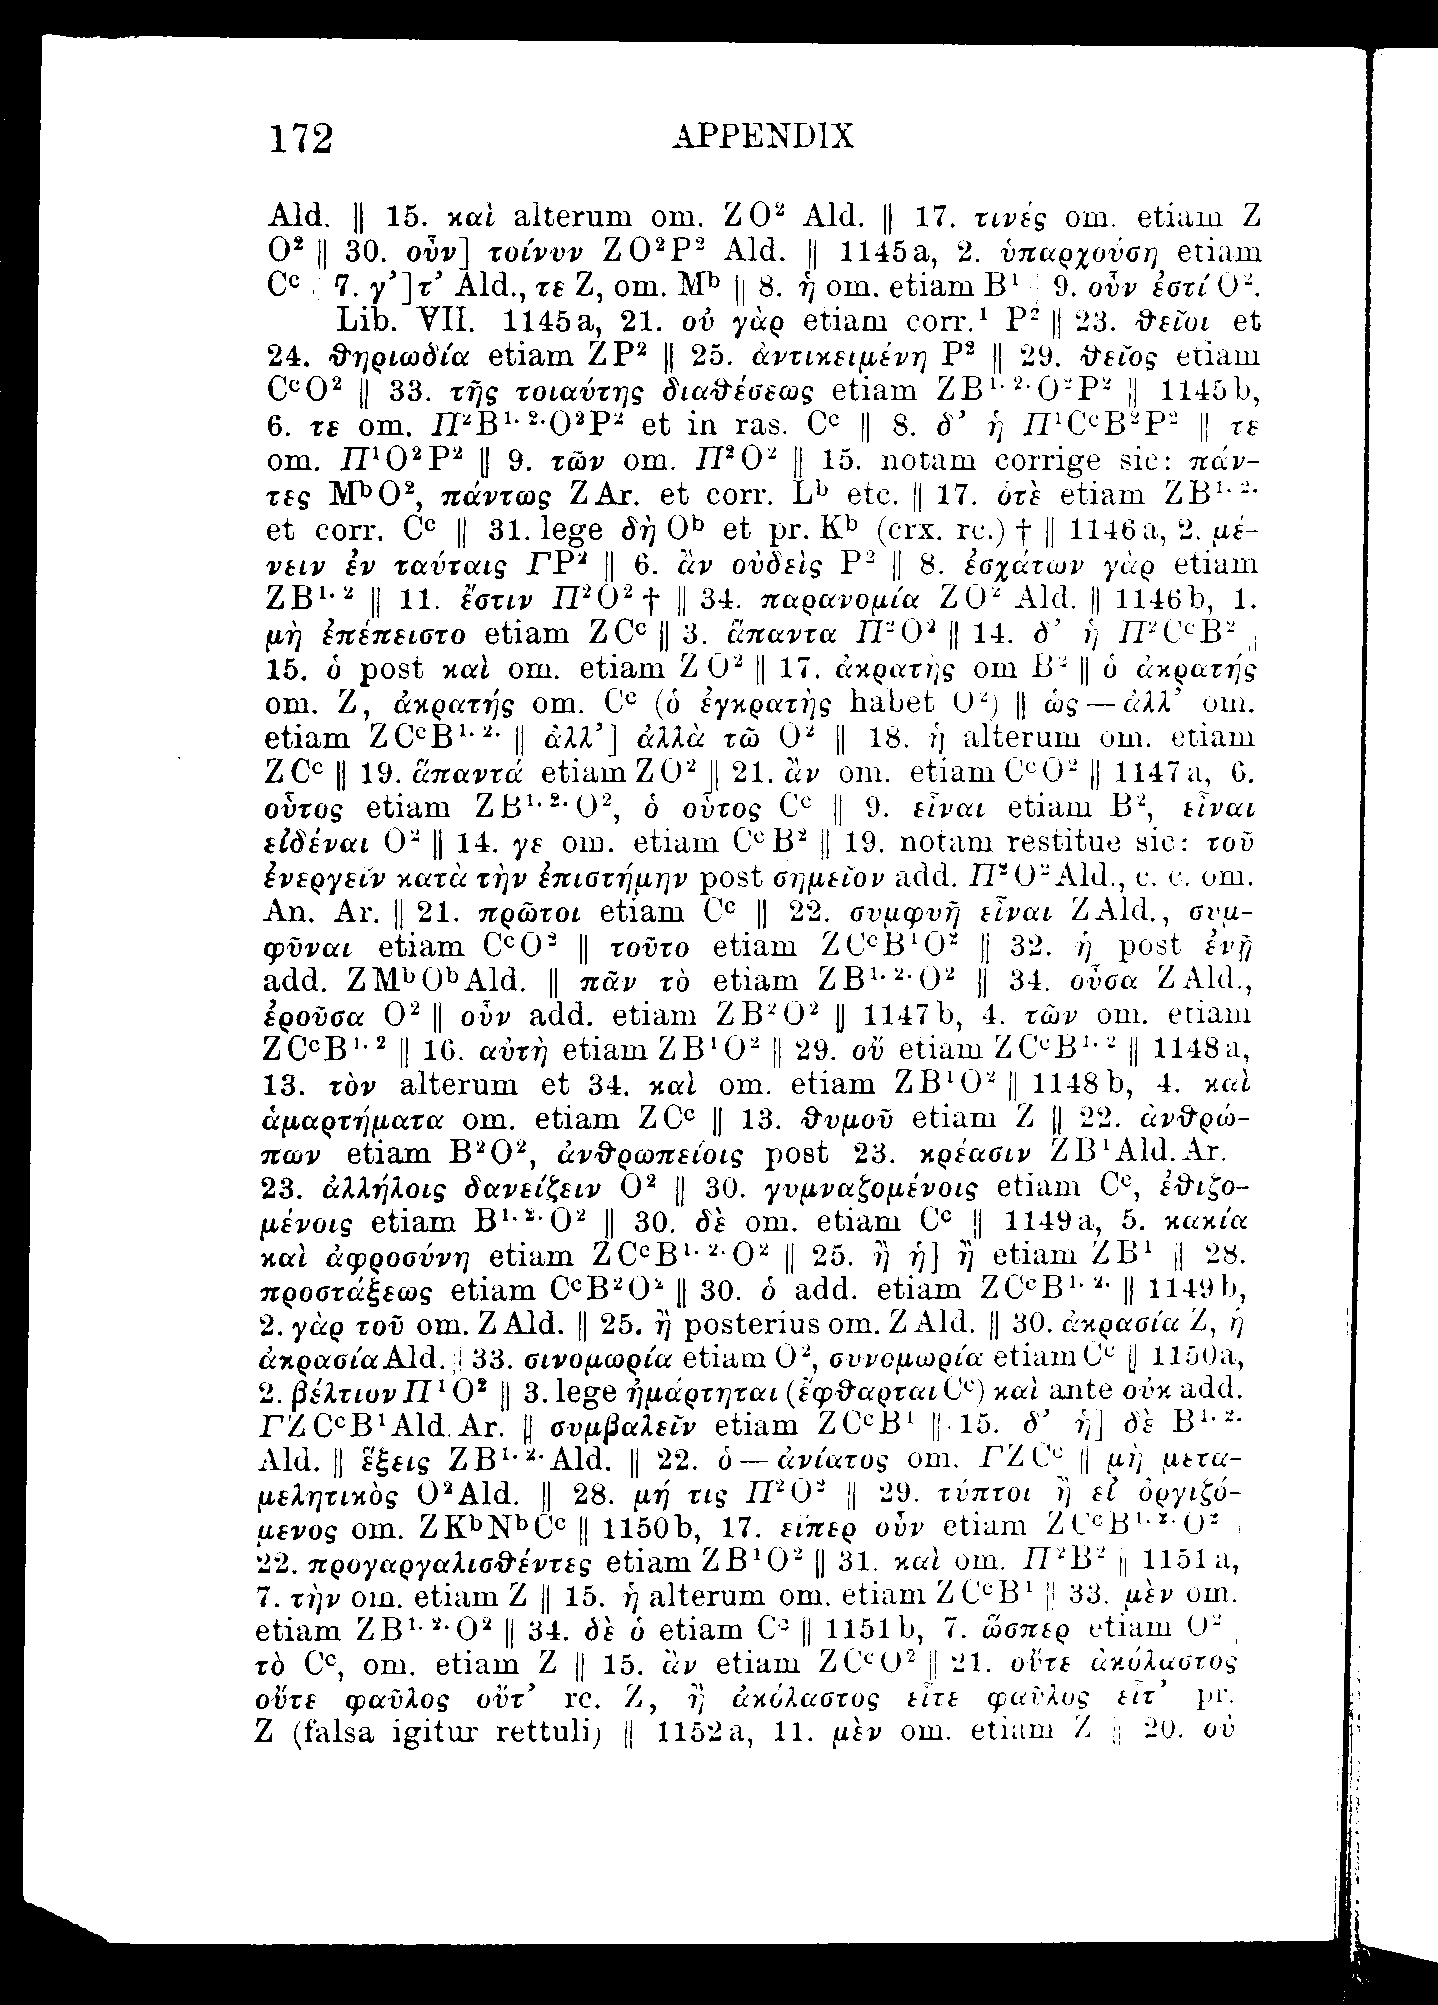 172 APPENDIX
Ald. || 15. καὶ alterum om. ZO² Ald. || 17. τινές om. etiam Z
O² || 30. οὖν] τοίνυν ZO²P² Ald. || 1145a, 2. ὑπαρχούσῃ etiam
Cᶜ || 7. γ’]τ’ Ald., τε Z, om. Mᵇ || 8. ἡ om. etiam B¹ || 9. οὖν ἐστί O².
Lib. VII. 1145a, 21. οὐ γὰρ etiam corr.¹ P² || 23. θεῖοι et
24. θηριωδία etiam ZP² || 25. ἀντικειμένη P² || 29. θεῖος etiam
CᶜO² || 33. τῆς τοιαύτης διαθέσεως etiam ZB¹·²·O²P² || 1145b,
6. τε om. Π²B¹·²·O²P² et in ras. Cᶜ || 8. δ’ ἡ Π¹CᶜB²P² || τε
om. Π¹O²P² || 9. τῶν om. Π²O² || 15. notam corrige sic: πάν-
τες MᵇO², πάντως ZAr. et corr. Lᵇ etc. || 17. ὁτὲ etiam ZB¹·²·
et corr. Cᶜ || 31. lege δὴ Oᵇ et pr. Kᵇ (crx. rc.) † || 1146a, 2. μέ-
νειν ἐν ταύταις ΓP² || 6. ἂν οὐδεὶς P² || 8. ἐσχάτων γὰρ etiam
ZB¹·² || 11. ἔστιν Π²O² † || 34. παρανομία ZO² Ald. || 1146b, 1.
μὴ ἐπέπειστο etiam ZCᶜ || 3. ἅπαντα Π²O² || 14. δ’ ἡ Π²CᶜB² ||
15. ὁ post καὶ om. etiam ZO² || 17. ἀκρατὴς om B² || ὁ ἀκρατής
om. Z, ἀκρατής om. Cᶜ (ὁ ἐγκρατὴς habet O²) || ὡς — ἀλλ’ om.
etiam ZCᶜB¹·²· || ἀλλ’] ἀλλὰ τῶ O² || 18. ἡ alterum om. etiam
ZCᶜ || 19. ἅπαντά etiam ZO² || 21. ἂν om. etiam CᶜO² || 1147a, 6.
οὗτος etiam ZB¹·²·O², ὁ οὗτος Cᶜ || 9. εἶναι etiam B², εἶναι
εἰδέναι O² || 14. γε om. etiam CᶜB² || 19. notam restitue sic: τοῦ
ἐνεργεῖν κατὰ τὴν ἐπιστήμην post σημεῖον add. Π²O²Ald., c. c. om.
An. Ar. || 21. πρῶτοι etiam Cᶜ || 22. συμφυῆ εἶναι ZAld., συμ-
φῦναι etiam CᶜO² || τοῦτο etiam ZCᶜB¹O² || 32. ἡ post ἐνῇ
add. ZMᵇOᵇAld. || πᾶν τὸ etiam ZB¹·²·O² || 34. οὖσα ZAld.,
ἐροῦσα O² || οὖν add. etiam ZB²O² || 1147b, 4. τῶν om. etiam
ZCᶜB¹·² || 16. αὐτὴ etiam ZB¹O² || 29. οὔ etiam ZCᶜB¹·² || 1148a,
13. τὸν alterum et 34. καὶ om. etiam ZB¹O² || 1148b, 4. καὶ
ἁμαρτήματα om. etiam ZCᶜ || 13. θυμοῦ etiam Z || 22. ἀνθρώ-
πων etiam B²O², ἀνθρωπείοις post 23. κρέασιν ZB¹Ald. Ar.
23. ἀλλήλοις δανείζειν O² || 30. γυμναζομένοις etiam Cᶜ, ἐθιζο-
μένοις etiam B¹·²·O² || 30. δὲ om. etiam Cᶜ || 1149a, 5. κακία
καὶ ἀφροσύνη etiam ZCᶜB¹·²·O² || 25. ἢ ἡ] ἢ etiam ZB¹ || 28.
προστάξεως etiam CᶜB²O² || 30. ὁ add. etiam ZCᶜB¹·²· || 1149b,
2. γὰρ τοῦ om. ZAld. || 25. ἢ posterius om. ZAld. || 30. ἀκρασία Z, ἡ
ἀκρασία Ald. || 33. σινομωρία etiam O², συνομωρία etiam Cᶜ || 1150a,
2. βέλτιον Π¹O² || 3. lege ἡμάρτηται (ἔφθαρται Cᶜ) καὶ ante οὐκ add.
ΓZCᶜB¹Ald. Ar. || συμβαλεῖν etiam ZCᶜB¹ || 15. δ’ ἡ] δὲ B¹·²·
Ald. || ἕξεις ZB¹·²·Ald. || 22. ὁ — ἀνίατος om. ΓZCᶜ || μὴ μετα-
μελητικὸς O²Ald. || 28. μή τις Π²O² || 29. τύπτοι ἢ εἰ ὀργιζό-
μενος om. ZKᵇNᵇCᶜ || 1150b, 17. εἴπερ οὖν etiam ZCᶜB¹·²·O² ||
22. προγαργαλισθέντες etiam ZB¹O² || 31. καὶ om. Π²B² || 1151a,
7. τὴν om. etiam Z || 15. ἡ alterum om. etiam ZCᶜB¹ || 33. μὲν om.
etiam ZB¹·²·O² || 34. δὲ ὁ etiam Cᶜ || 1151b, 7. ὥσπερ etiam O² ||
τὸ Cᶜ, om. etiam Z || 15. ἂν etiam ZCᶜO² || 21. οὔτε ἀκόλαστος
οὔτε φαῦλος οὔτ’ rc. Z, ἢ ἀκόλαστος εἴτε φαῦλος εἴτ’ pr.
Z (falsa igitur rettuli) || 1152a, 11. μὲν om. etiam Z || 20. οὐ